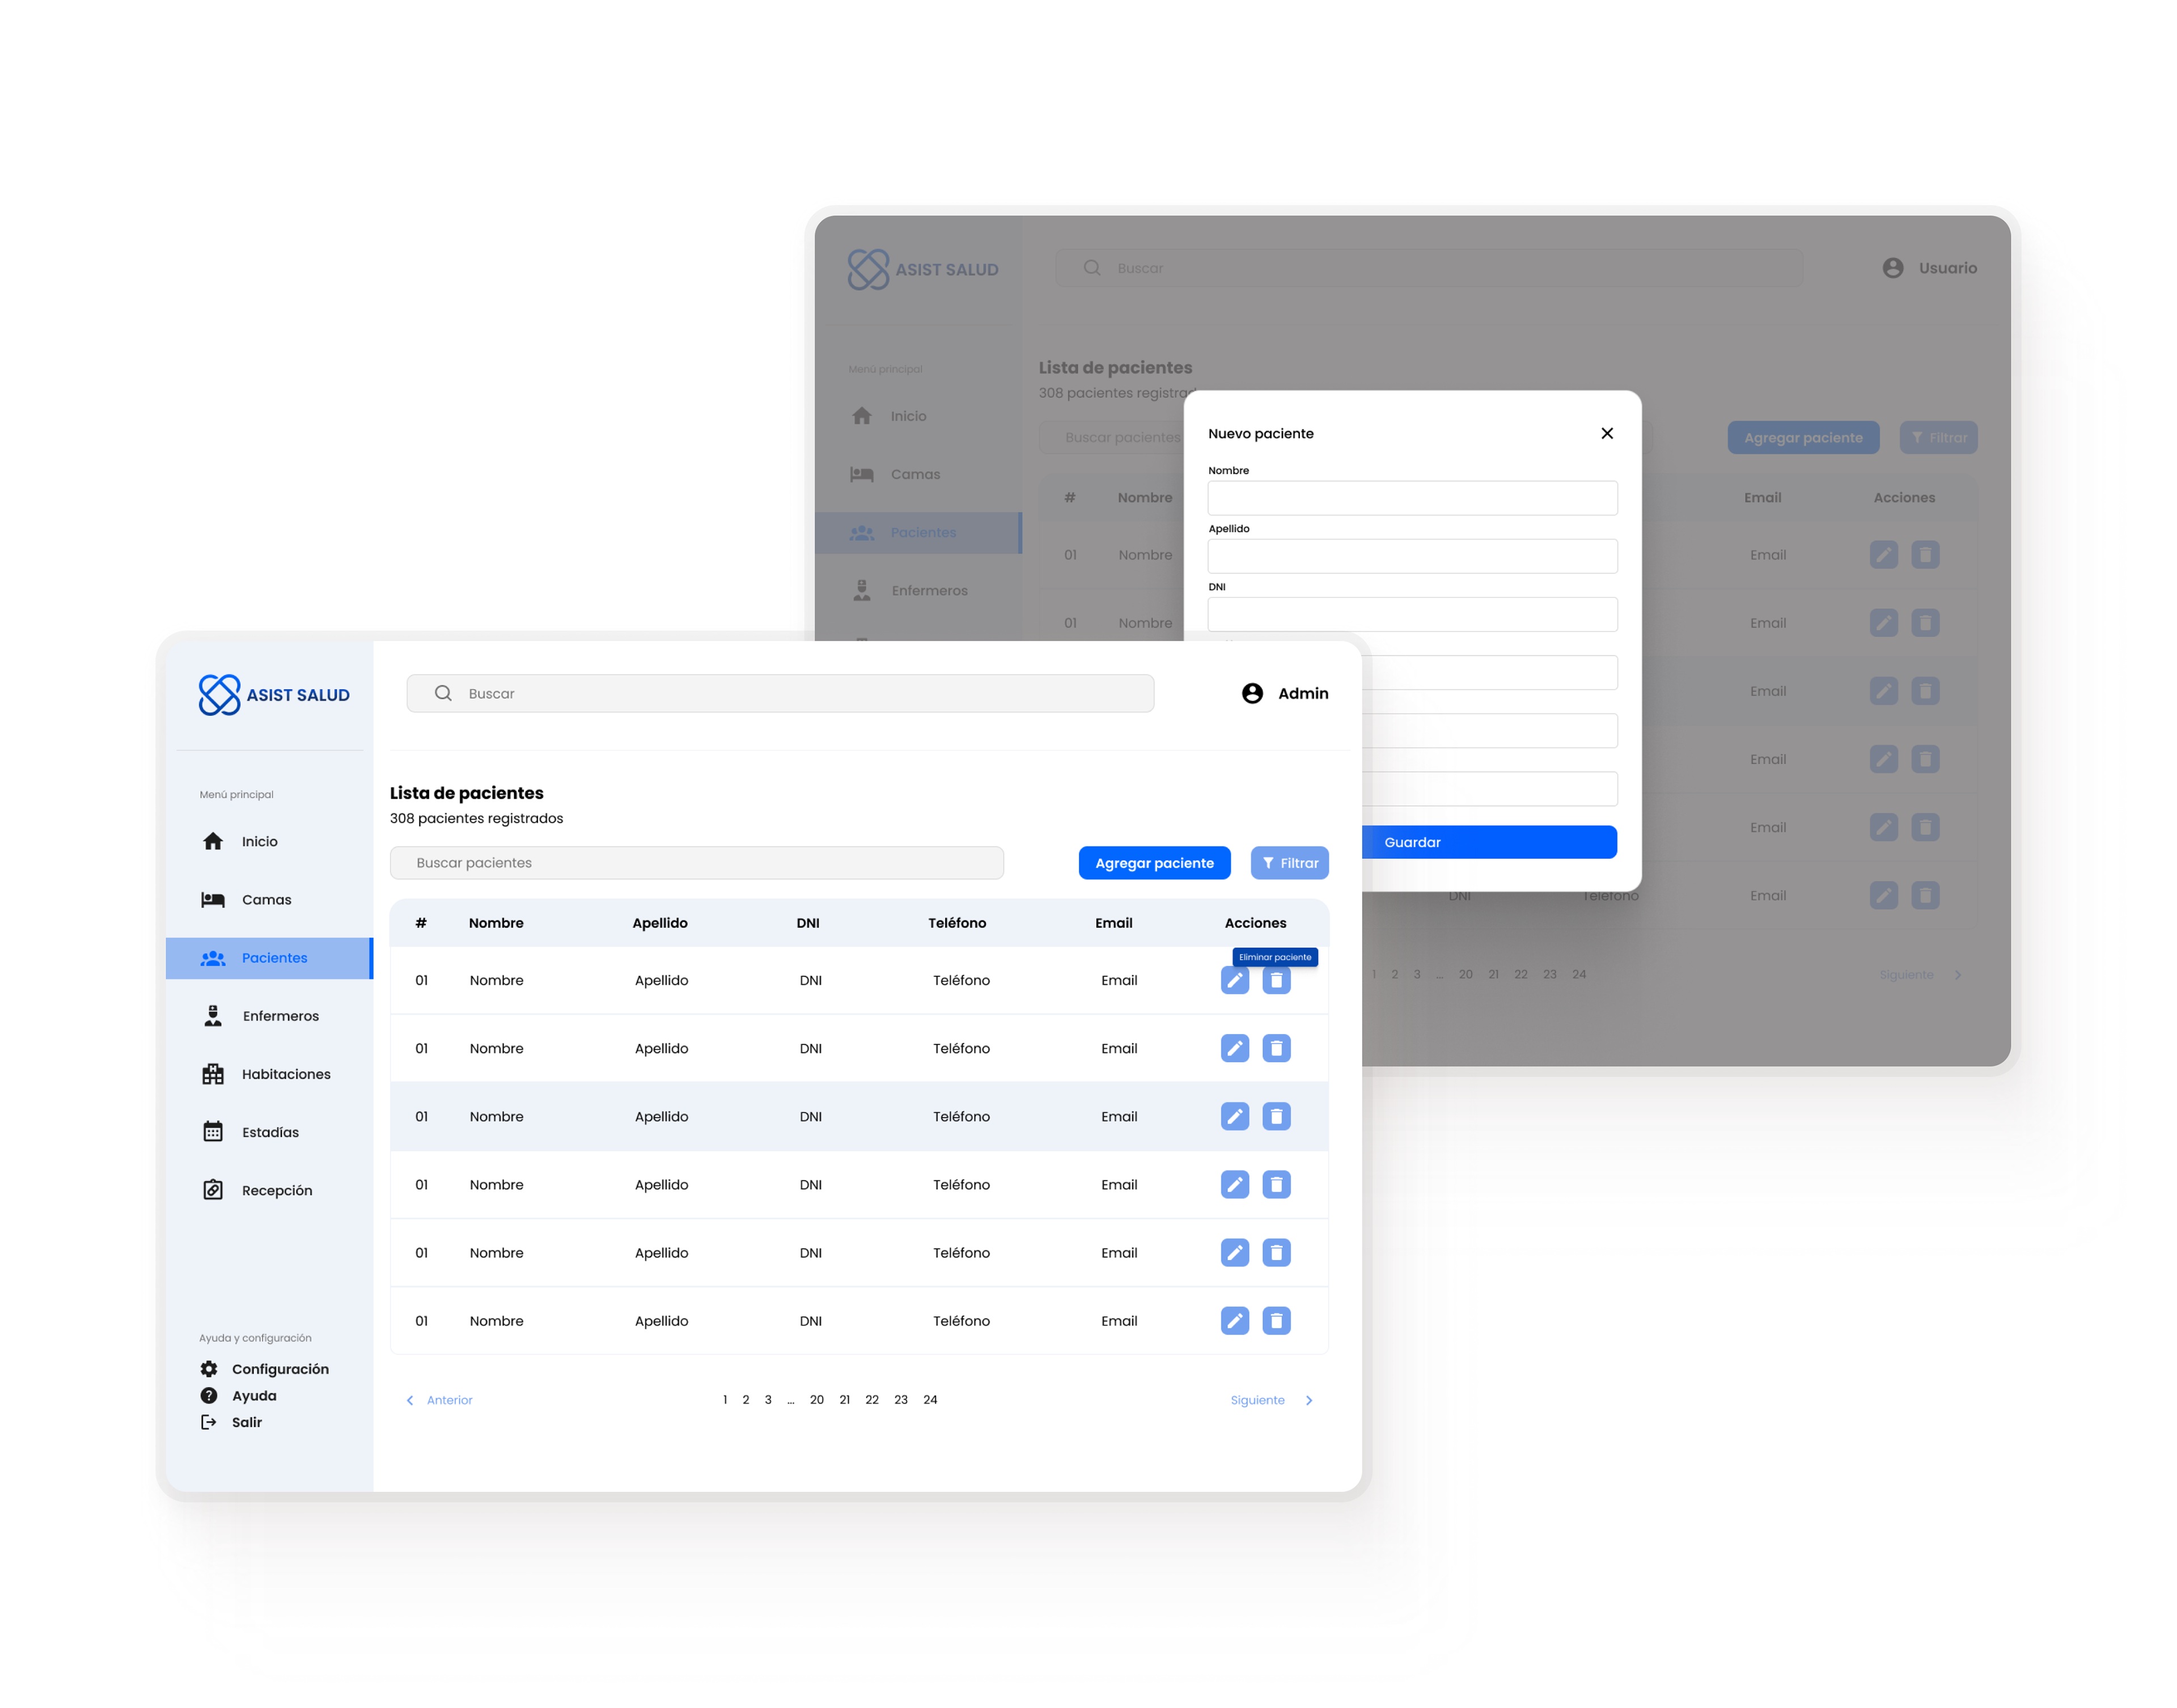 ASIST SALUD
Buscar
Usuario
Menú principal
Inicio
Camas
Pacientes
Enfermeros
Lista de pacientes
308 pacientes
Buscar pacientes
Agregar paciente
Filtrar
# Nombre Email Acciones
01 Nombre Email
01 Nombre Email
Email
Email
Email
DNI Teléfono Email
1 2 3 ... 20 21 22 23 24
Siguiente
Nuevo paciente
Nombre
Apellido
DNI
Guardar
ASIST SALUD
Buscar
Admin
Menú principal
Inicio
Camas
Pacientes
Enfermeros
Habitaciones
Estadías
Recepción
Ayuda y configuración
Configuración
Ayuda
Salir
Lista de pacientes
308 pacientes registrados
Buscar pacientes
Agregar paciente
Filtrar
# Nombre Apellido DNI Teléfono Email Acciones
Eliminar paciente
01 Nombre Apellido DNI Teléfono Email
01 Nombre Apellido DNI Teléfono Email
01 Nombre Apellido DNI Teléfono Email
01 Nombre Apellido DNI Teléfono Email
01 Nombre Apellido DNI Teléfono Email
01 Nombre Apellido DNI Teléfono Email
Anterior
1 2 3 ... 20 21 22 23 24
Siguiente